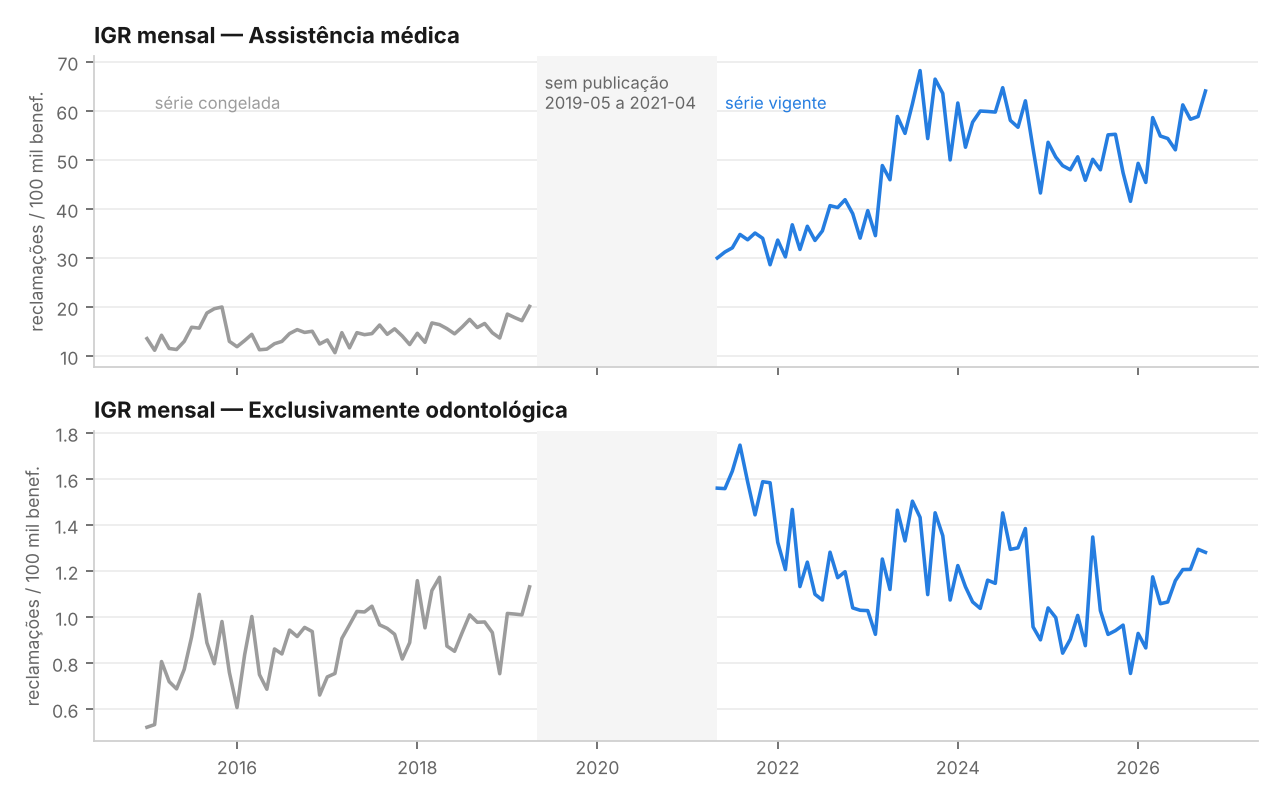 IGR mensal — Assistência médica
reclamações / 100 mil benef.
70
60
50
40
30
20
10
série congelada
sem publicação
2019-05 a 2021-04
série vigente
IGR mensal — Exclusivamente odontológica
reclamações / 100 mil benef.
1.8
1.6
1.4
1.2
1.0
0.8
0.6
2016
2018
2020
2022
2024
2026